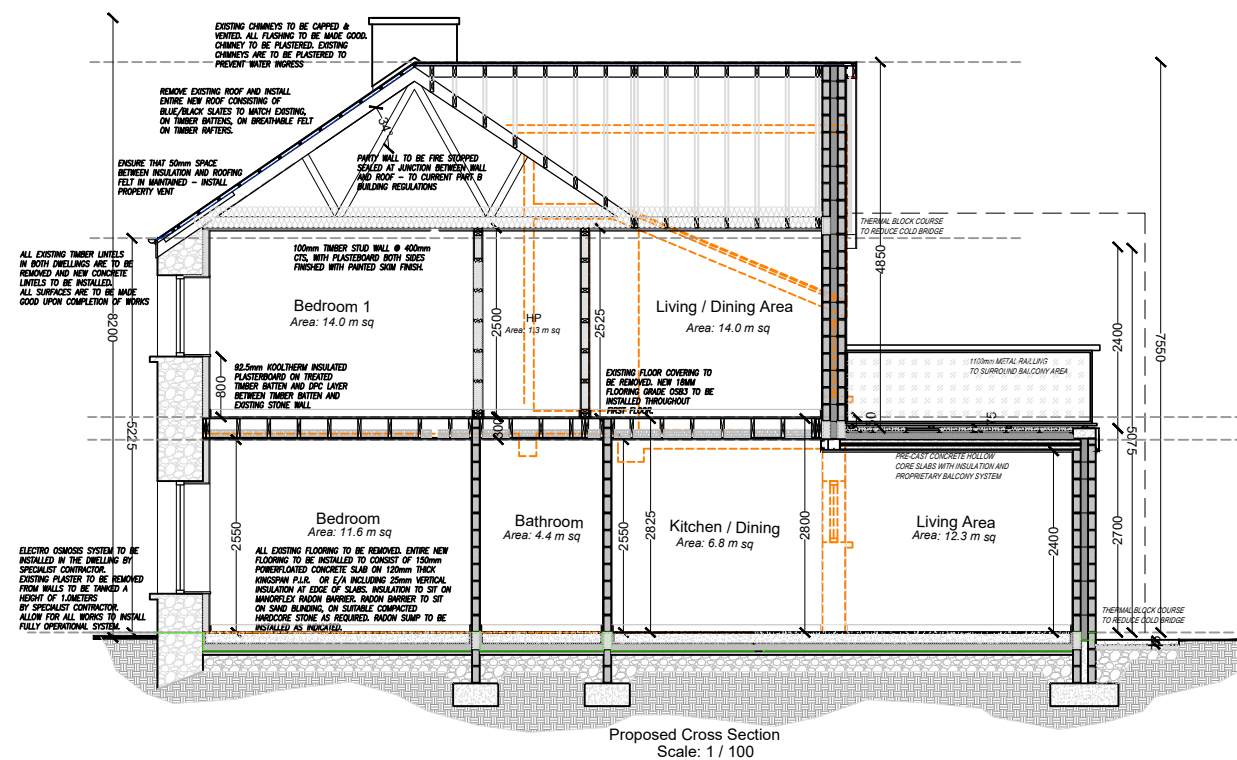 EXISTING CHIMNEYS TO BE CAPPED &
VENTED. ALL FLASHING TO BE MADE GOOD.
CHIMNEY TO BE PLASTERED. EXISTING
CHIMNEYS ARE TO BE PLASTERED TO
PREVENT WATER INGRESS
REMOVE EXISTING ROOF AND INSTALL
ENTIRE NEW ROOF CONSISTING OF
BLUE/BLACK SLATES TO MATCH EXISTING,
ON TIMBER BATTENS, ON BREATHABLE FELT
ON TIMBER RAFTERS.
34°
ENSURE THAT 50mm SPACE
BETWEEN INSULATION AND ROOFING
FELT IN MAINTAINED – INSTALL
PROPERTY VENT
PARTY WALL TO BE FIRE STOPPED
SEALED AT JUNCTION BETWEEN WALL
AND ROOF – TO CURRENT PART B
BUILDING REGULATIONS
THERMAL BLOCK COURSE
TO REDUCE COLD BRIDGE
ALL EXISTING TIMBER LINTELS
IN BOTH DWELLINGS ARE TO BE
REMOVED AND NEW CONCRETE
LINTELS TO BE INSTALLED.
ALL SURFACES ARE TO BE MADE
GOOD UPON COMPLETION OF WORKS
100mm TIMBER STUD WALL @ 400mm
CTS, WITH PLASTEBOARD BOTH SIDES
FINISHED WITH PAINTED SKIM FINISH.
4850
Bedroom 1
Area: 14.0 m sq
HP
Area: 1.3 m sq
Living / Dining Area
Area: 14.0 m sq
8200
2500
2525
2400
7550
92.5mm KOOLTHERM INSULATED
PLASTERBOARD ON TREATED
TIMBER BATTEN AND DPC LAYER
BETWEEN TIMBER BATTEN AND
EXISTING STONE WALL
800
EXISTING FLOOR COVERING TO
BE REMOVED. NEW 18MM
FLOORING GRADE OSB3 TO BE
INSTALLED THROUGHOUT
FIRST FLOOR.
1100mm METAL RAILLING
TO SURROUND BALCONY AREA
5225
300
5075
PRE-CAST CONCRETE HOLLOW
CORE SLABS WITH INSULATION AND
PROPRIETARY BALCONY SYSTEM
Bedroom
Area: 11.6 m sq
Bathroom
Area: 4.4 m sq
Kitchen / Dining
Area: 6.8 m sq
Living Area
Area: 12.3 m sq
2550
2550
2825
2800
2400
2700
ELECTRO OSMOSIS SYSTEM TO BE
INSTALLED IN THE DWELLING BY
SPECIALIST CONTRACTOR.
EXISTING PLASTER TO BE REMOVED
FROM WALLS TO BE TANKED A
HEIGHT OF 1.0METERS
BY SPECIALIST CONTRACTOR.
ALLOW FOR ALL WORKS TO INSTALL
FULLY OPERATIONAL SYSTEM.
ALL EXISTING FLOORING TO BE REMOVED. ENTIRE NEW
FLOORING TO BE INSTALLED TO CONSIST OF 150mm
POWERFLOATED CONCRETE SLAB ON 120mm THICK
KINGSPAN P.I.R. OR E/A INCLUDING 25mm VERTICAL
INSULATION AT EDGE OF SLABS. INSULATION TO SIT ON
MANORFLEX RADON BARRIER. RADON BARRIER TO SIT
ON SAND BLINDING, ON SUITABLE COMPACTED
HARDCORE STONE AS REQUIRED. RADON SUMP TO BE
INSTALLED AS INDICATED.
THERMAL BLOCK COURSE
TO REDUCE COLD BRIDGE
Proposed Cross Section
Scale: 1 / 100